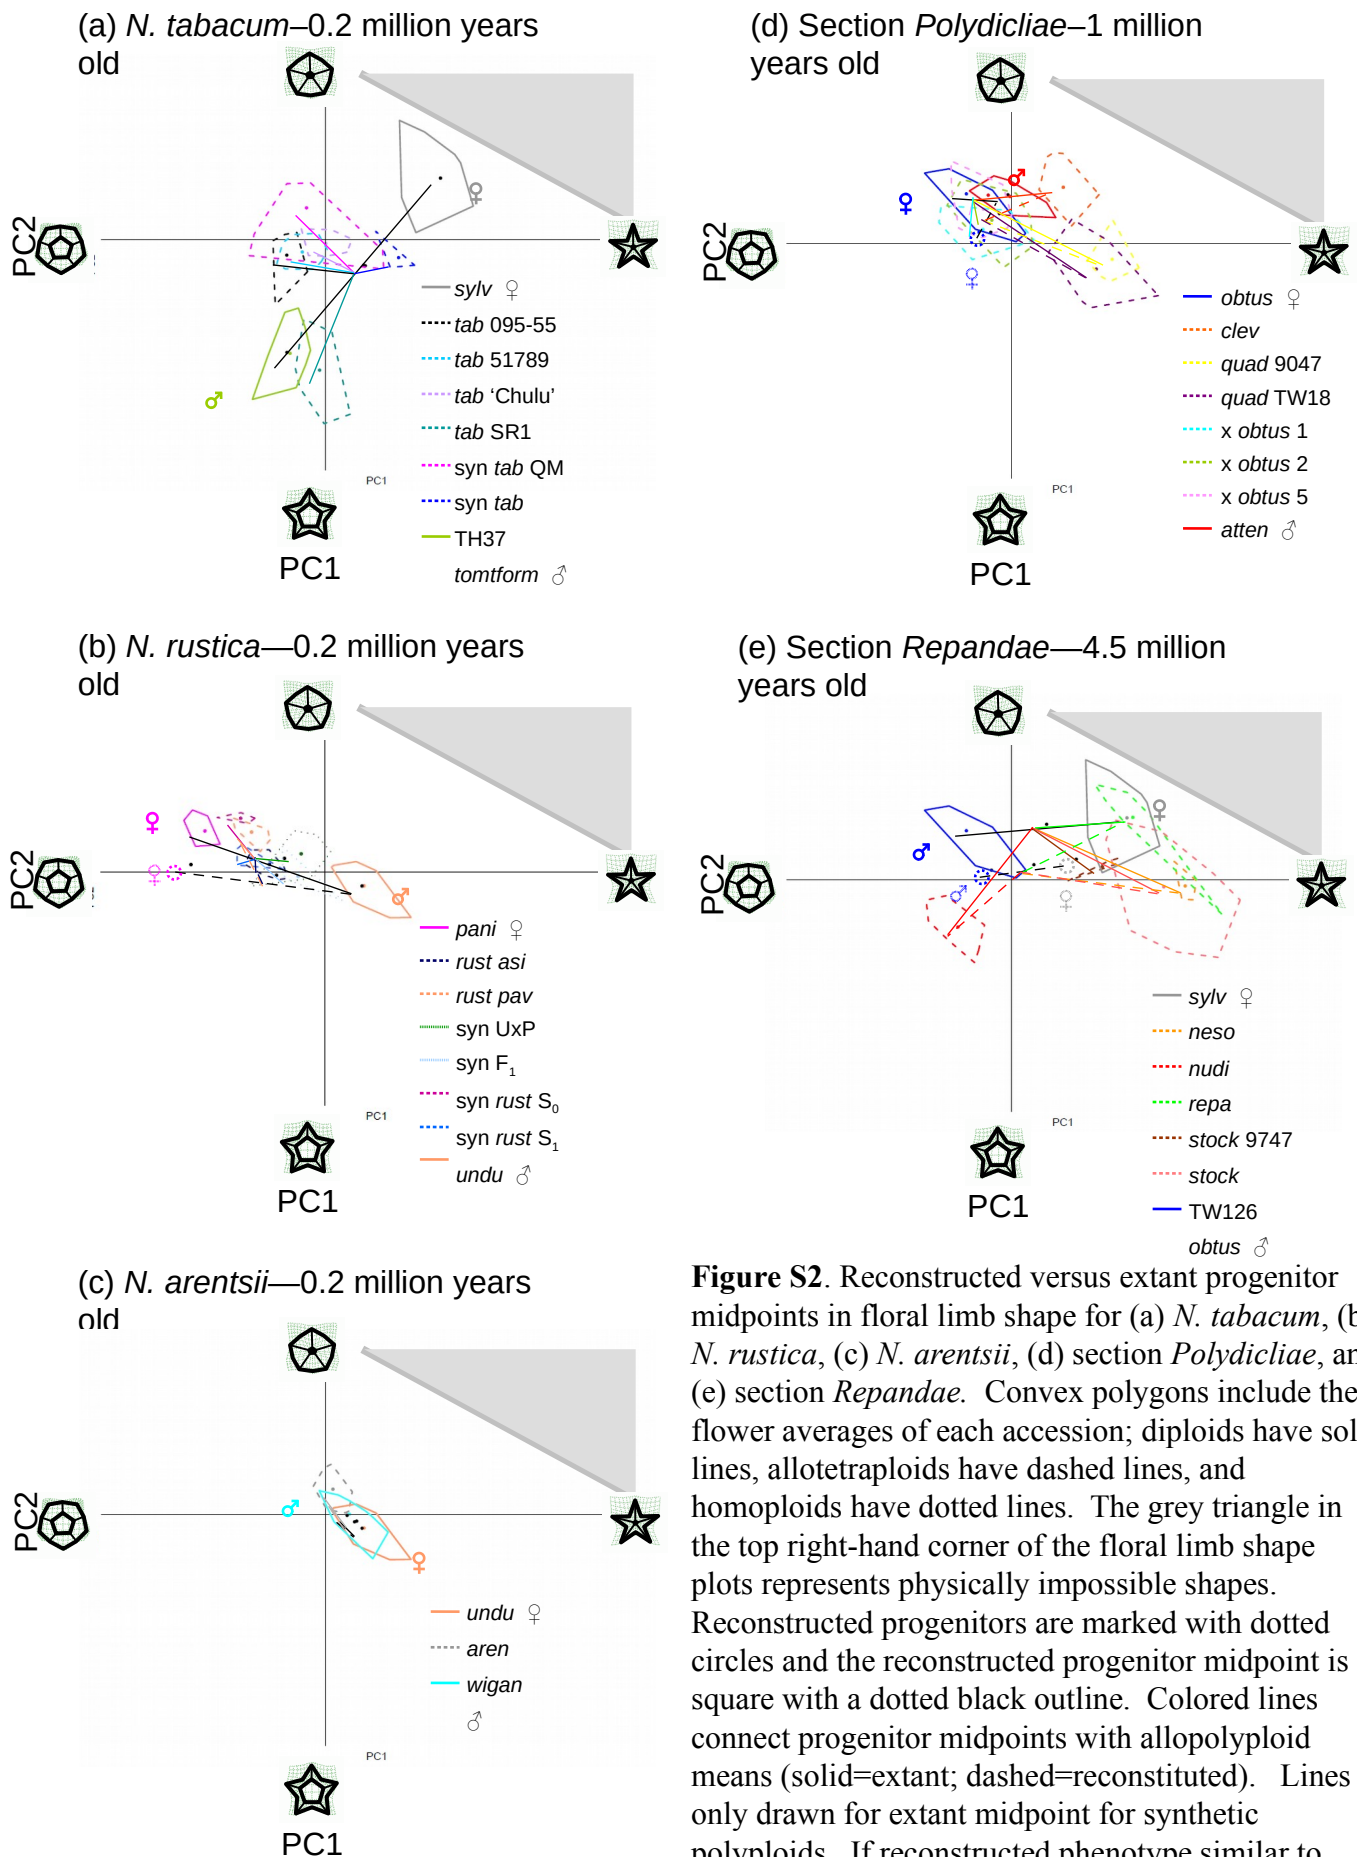 (a) N. tabacum–0.2 million years
old
PC2
sylv ♀
tab 095-55
tab 51789
tab ‘Chulu’
tab SR1
syn tab QM
syn tab
TH37
tomtform ♂
♀
♂
PC1
PC1
(b) N. rustica—0.2 million years
old
PC2
♀
♀
♂
pani ♀
rust asi
rust pav
syn UxP
syn F1
syn rust S0
syn rust S1
undu ♂
PC1
PC1
(c) N. arentsii—0.2 million years
old
PC2
♂
♀
undu ♀
aren
wigan
♂
PC1
PC1
(d) Section Polydicliae–1 million
years old
PC2
♀
♂
♀
obtus ♀
clev
quad 9047
quad TW18
x obtus 1
x obtus 2
x obtus 5
atten ♂
PC1
PC1
(e) Section Repandae—4.5 million
years old
PC2
♂
♀
♂
♀
sylv ♀
neso
nudi
repa
stock 9747
stock
TW126
obtus ♂
PC1
PC1
Figure S2. Reconstructed versus extant progenitor
midpoints in floral limb shape for (a) N. tabacum, (b
N. rustica, (c) N. arentsii, (d) section Polydicliae, an
(e) section Repandae. Convex polygons include the
flower averages of each accession; diploids have sol
lines, allotetraploids have dashed lines, and
homoploids have dotted lines. The grey triangle in
the top right-hand corner of the floral limb shape
plots represents physically impossible shapes.
Reconstructed progenitors are marked with dotted
circles and the reconstructed progenitor midpoint is
square with a dotted black outline. Colored lines
connect progenitor midpoints with allopolyploid
means (solid=extant; dashed=reconstituted). Lines
only drawn for extant midpoint for synthetic
polyploids. If reconstructed phenotype similar to